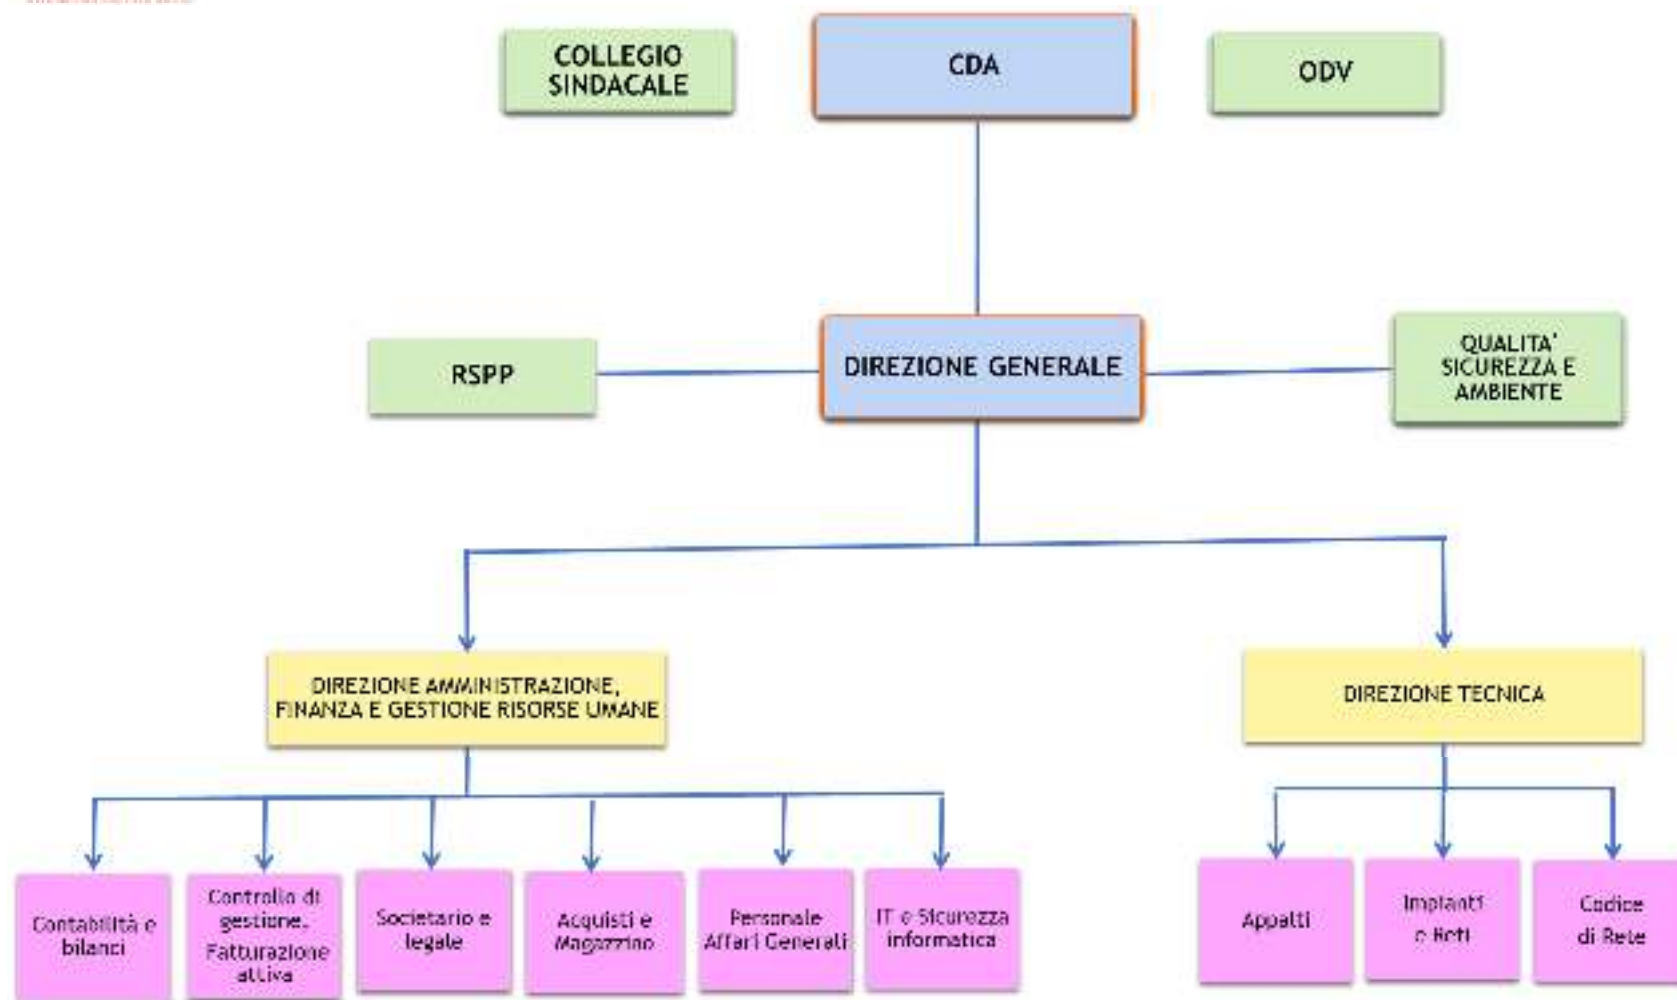 COLLEGIO
SINDACALE
CDA
ODV
RSPP
DIREZIONE GENERALE
QUALITA'
SICUREZZA E
AMBIENTE
DIREZIONE AMMINISTRAZIONE,
FINANZA E GESTIONE RISORSE UMANE
DIREZIONE TECNICA
Contabilità e
bilanci
Controllo di
gestione.
Fatturazione
attiva
Societario e
legale
Acquisti e
Magazzino
Personale
Affari Generali
IT e Sicurezza
informatica
Appalti
Impianti
e Reti
Codice
di Rete